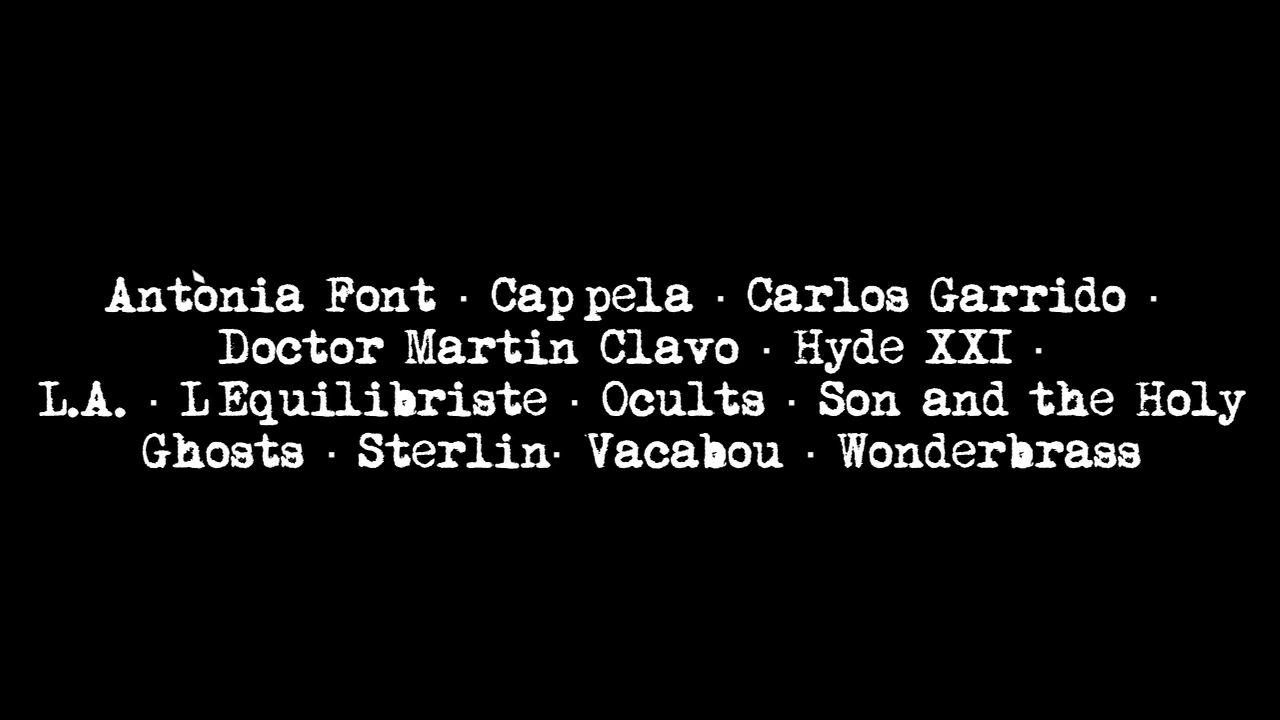 Antònia Font · Cap pela · Carlos Garrido ·
Doctor Martin Clavo · Hyde XXI ·
L.A. · L Equilibriste · Ocults · Son and the Holy
Ghosts · Sterlin· Vacabou · Wonderbrass